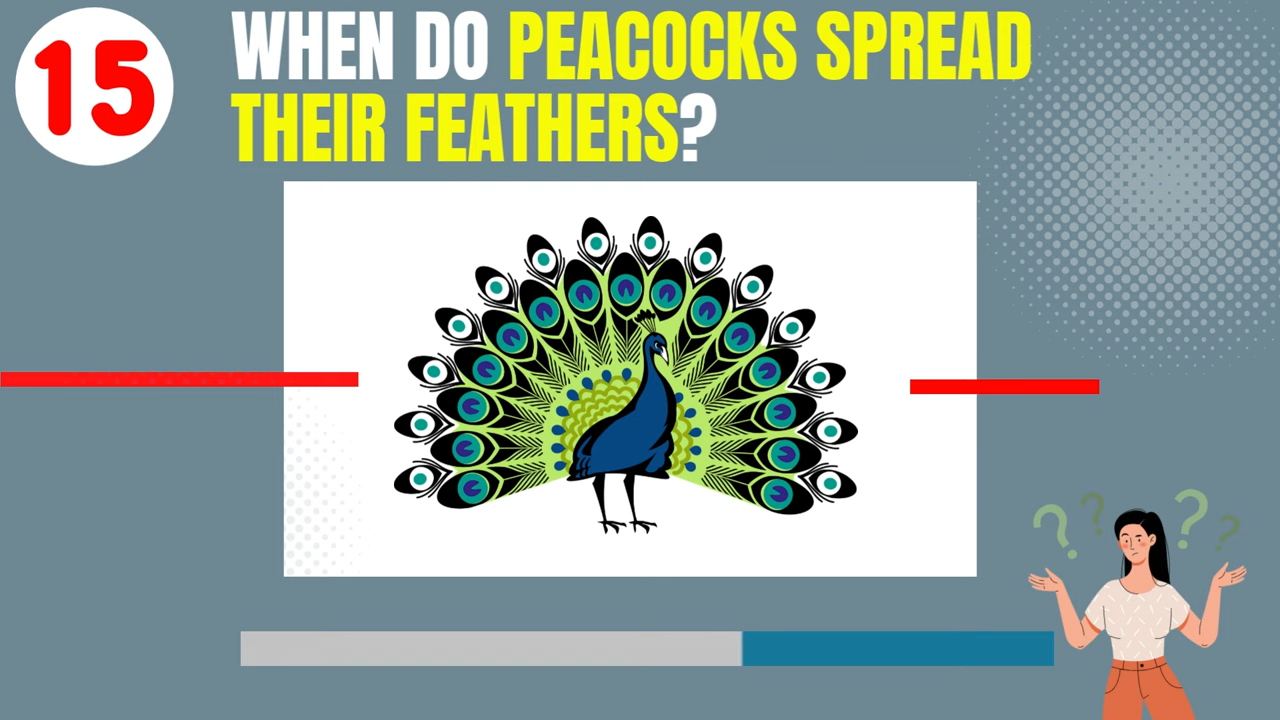 15
WHEN DO PEACOCKS SPREAD
THEIR FEATHERS?
? ? ? ?